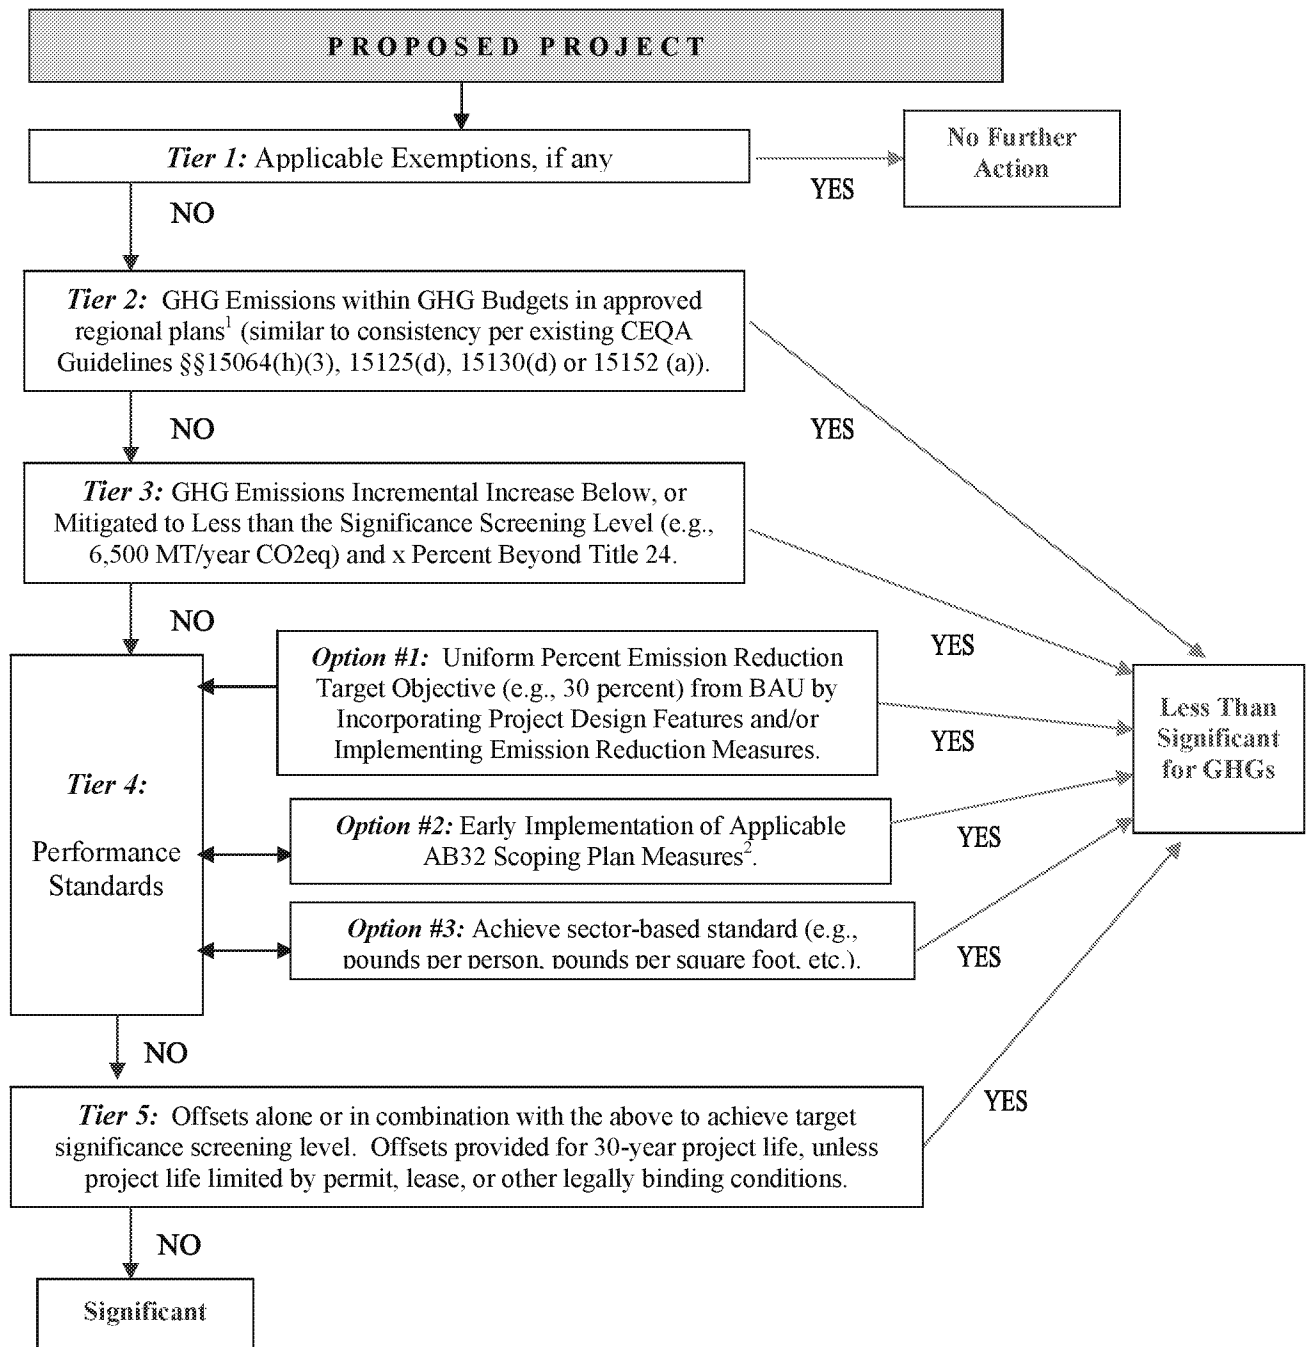 PROPOSED PROJECT
Tier 1: Applicable Exemptions, if any
YES
No Further
Action
NO
Tier 2: GHG Emissions within GHG Budgets in approved
regional plans¹ (similar to consistency per existing CEQA
Guidelines §§15064(h)(3), 15125(d), 15130(d) or 15152 (a)).
YES
NO
Tier 3: GHG Emissions Incremental Increase Below, or
Mitigated to Less than the Significance Screening Level (e.g.,
6,500 MT/year CO2eq) and x Percent Beyond Title 24.
YES
NO
Tier 4:
Performance
Standards
Option #1: Uniform Percent Emission Reduction
Target Objective (e.g., 30 percent) from BAU by
Incorporating Project Design Features and/or
Implementing Emission Reduction Measures.
YES
Option #2: Early Implementation of Applicable
AB32 Scoping Plan Measures².
YES
Option #3: Achieve sector-based standard (e.g.,
pounds per person, pounds per square foot, etc.).
YES
Less Than
Significant
for GHGs
NO
Tier 5: Offsets alone or in combination with the above to achieve target
significance screening level. Offsets provided for 30-year project life, unless
project life limited by permit, lease, or other legally binding conditions.
YES
NO
Significant